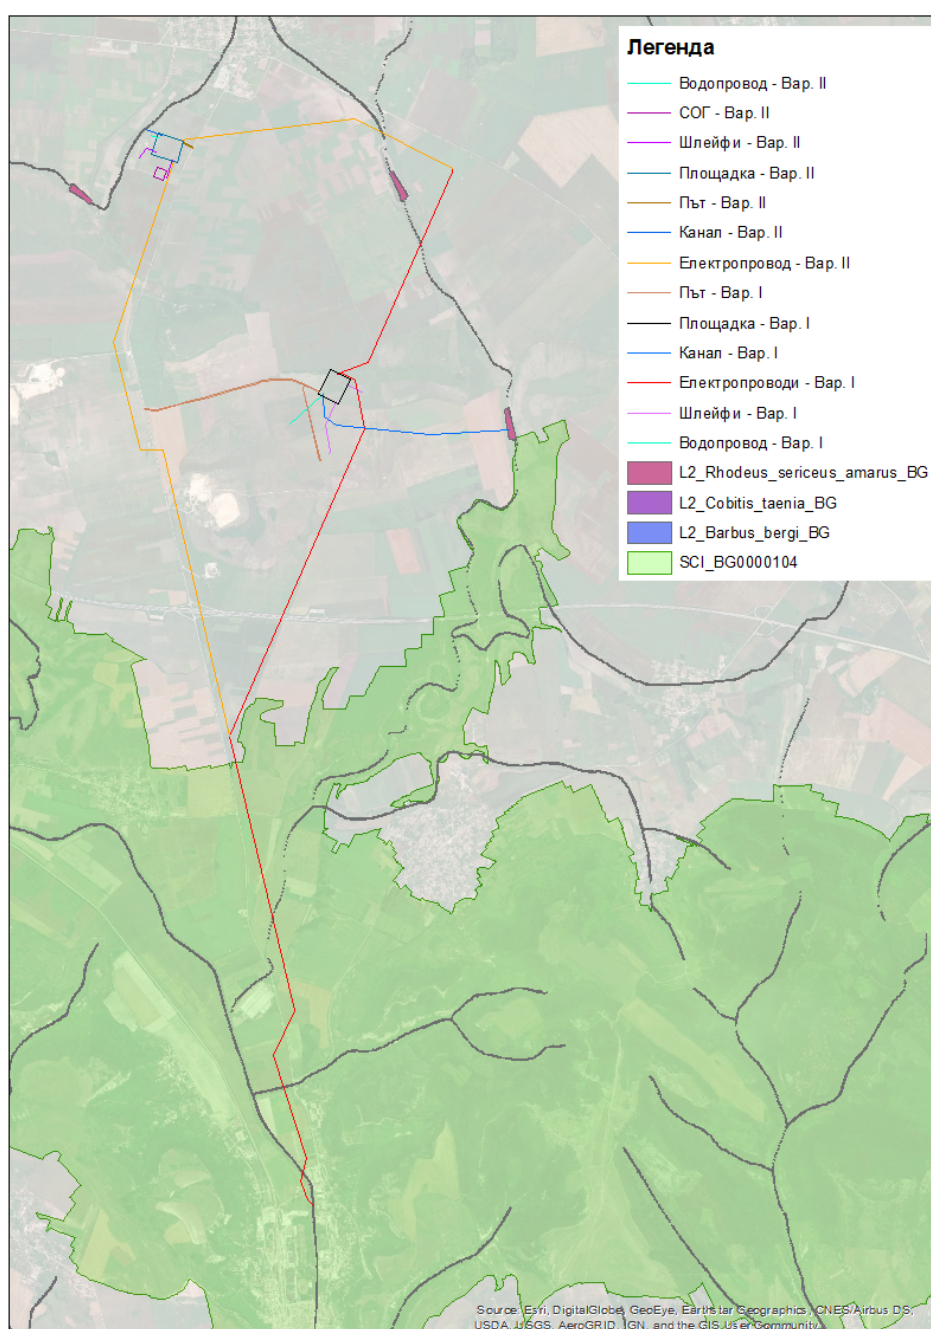 Легенда
Водопровод - Вар. II
СОГ - Вар. II
Шлейфи - Вар. II
Площадка - Вар. II
Път - Вар. II
Канал - Вар. II
Електропровод - Вар. II
Път - Вар. I
Площадка - Вар. I
Канал - Вар. I
Електропроводи - Вар. I
Шлейфи - Вар. I
Водопровод - Вар. I
L2_Rhodeus_sericeus_amarus_BG
L2_Cobitis_taenia_BG
L2_Barbus_bergi_BG
SCI_BG0000104
Source: Esri, DigitalGlobe, GeoEye, Earthstar Geographics, CNES/Airbus DS,
USDA, USGS, AeroGRID, IGN, and the GIS User Community